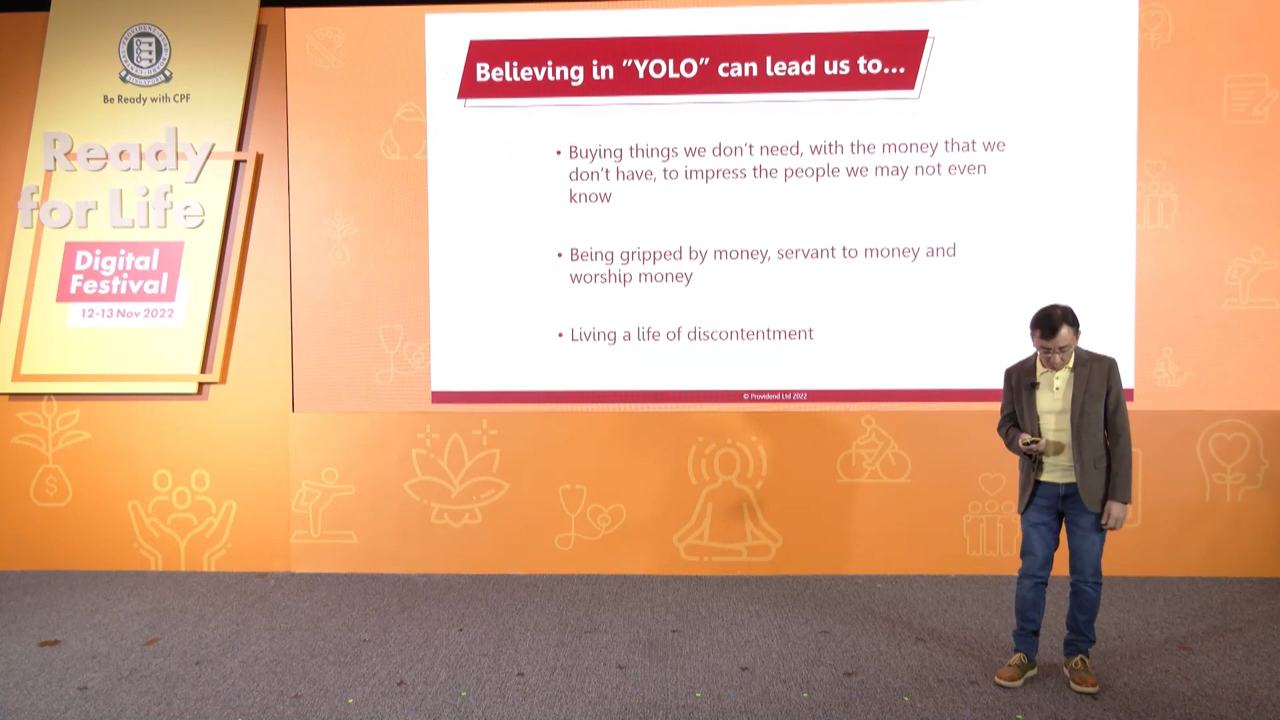 PROVIDENT FUND
SINGAPORE
Be Ready with CPF
Ready
for Life
Digital
Festival
12-13 Nov 2022
Believing in ”YOLO” can lead us to...
• Buying things we don’t need, with the money that we
don’t have, to impress the people we may not even
know
• Being gripped by money, servant to money and
worship money
• Living a life of discontentment
© Providend Ltd 2022
$